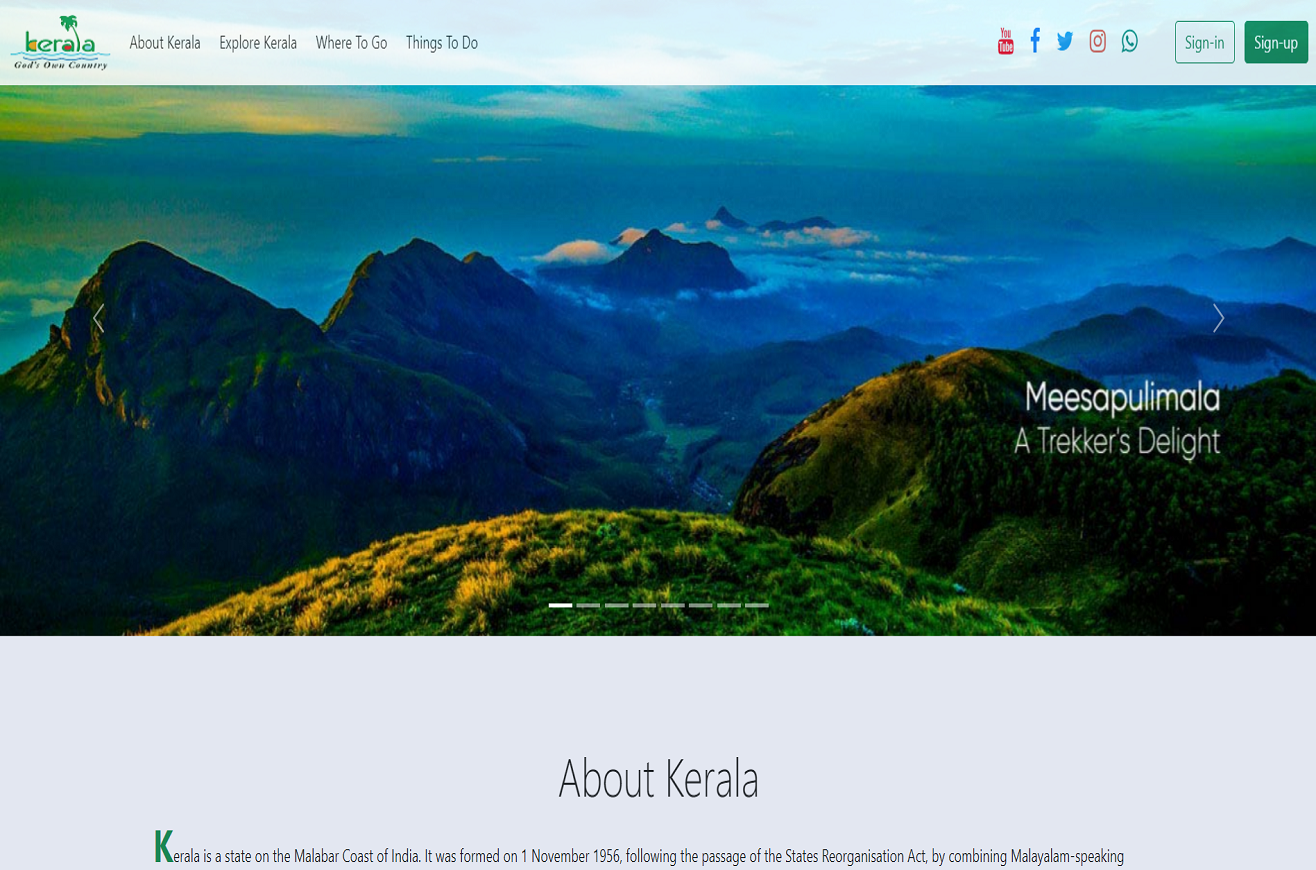 kerala
God's Own Country
About Kerala
Explore Kerala
Where To Go
Things To Do
You
Tube
Sign-in
Sign-up
Meesapulimala
A Trekker's Delight
About Kerala
Kerala is a state on the Malabar Coast of India. It was formed on 1 November 1956, following the passage of the States Reorganisation Act, by combining Malayalam-speaking